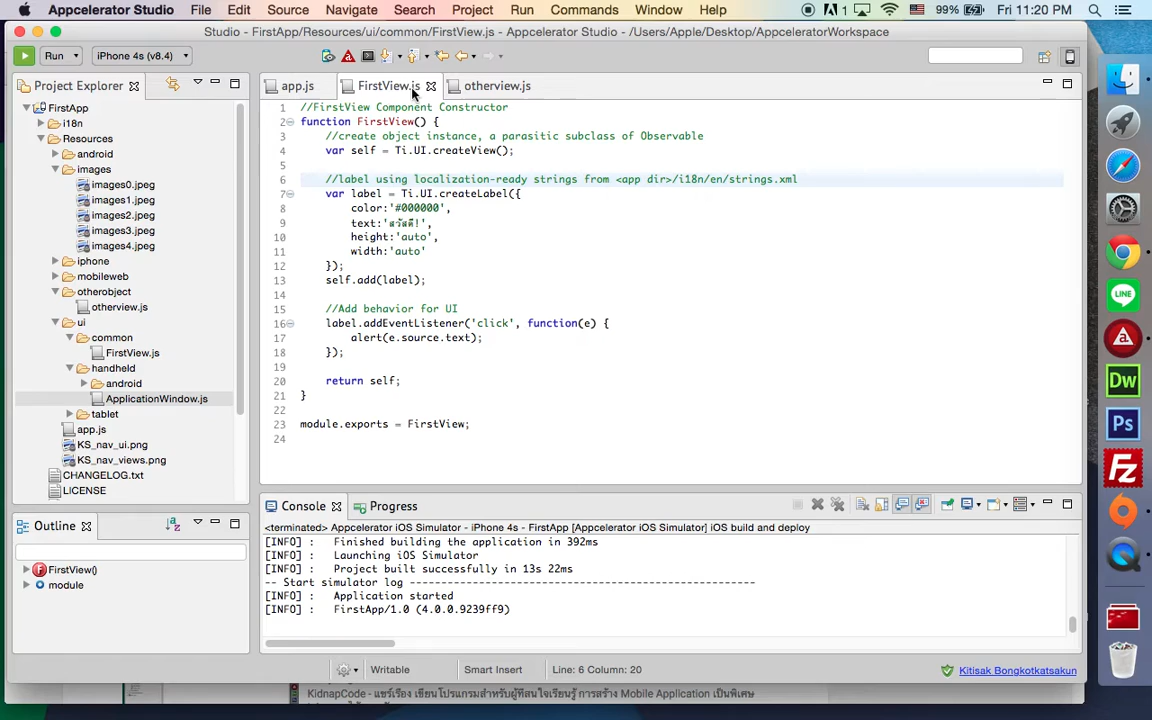 Appcelerator Studio File Edit Source Navigate Search Project Run Commands Window Help 1 99% Fri 11:20 PM
Studio - FirstApp/Resources/ui/common/FirstView.js - Appcelerator Studio - /Users/Apple/Desktop/AppceleratorWorkspace
Run iPhone 4s (v8.4)
Project Explorer
FirstApp
i18n
Resources
android
images
images0.jpeg
images1.jpeg
images2.jpeg
images3.jpeg
images4.jpeg
iphone
mobileweb
otherobject
otherview.js
ui
common
FirstView.js
handheld
android
ApplicationWindow.js
tablet
app.js
KS_nav_ui.png
KS_nav_views.png
CHANGELOG.txt
LICENSE
Outline
FirstView()
module
app.js FirstView.js otherview.js
1 //FirstView Component Constructor
2 function FirstView() {
3 //create object instance, a parasitic subclass of Observable
4 var self = Ti.UI.createView();
5
6 //label using localization-ready strings from <app dir>/i18n/en/strings.xml
7 var label = Ti.UI.createLabel({
8 color:'#000000',
9 text:'สวัสดี!',
10 height:'auto',
11 width:'auto'
12 });
13 self.add(label);
14
15 //Add behavior for UI
16 label.addEventListener('click', function(e) {
17 alert(e.source.text);
18 });
19
20 return self;
21 }
22
23 module.exports = FirstView;
24
Console Progress
<terminated> Appcelerator iOS Simulator - iPhone 4s - FirstApp [Appcelerator iOS Simulator] iOS build and deploy
[INFO] : Finished building the application in 392ms
[INFO] : Launching iOS Simulator
[INFO] : Project built successfully in 13s 22ms
-- Start simulator log --------------------------------------------------
[INFO] : Application started
[INFO] : FirstApp/1.0 (4.0.0.9239ff9)
Writable Smart Insert Line: 6 Column: 20 Kitisak Bongkotkatsakun
KidnapCode - แชร์เรื่อง เขียนโปรแกรมสำหรับผู้ที่สนใจเรียนรู้ การสร้าง Mobile Application เป็นพิเศษ
LINE
Dw
Ps
Fz